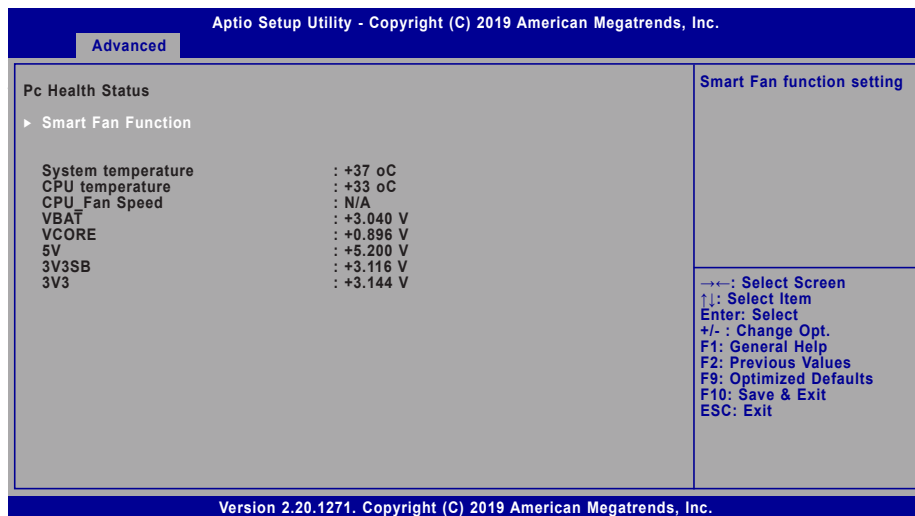 Aptio Setup Utility - Copyright (C) 2019 American Megatrends, Inc.
Advanced
Pc Health Status
► Smart Fan Function
System temperature : +37 oC
CPU temperature : +33 oC
CPU_Fan Speed : N/A
VBAT : +3.040 V
VCORE : +0.896 V
5V : +5.200 V
3V3SB : +3.116 V
3V3 : +3.144 V
Smart Fan function setting
→←: Select Screen
↑↓: Select Item
Enter: Select
+/- : Change Opt.
F1: General Help
F2: Previous Values
F9: Optimized Defaults
F10: Save & Exit
ESC: Exit
Version 2.20.1271. Copyright (C) 2019 American Megatrends, Inc.